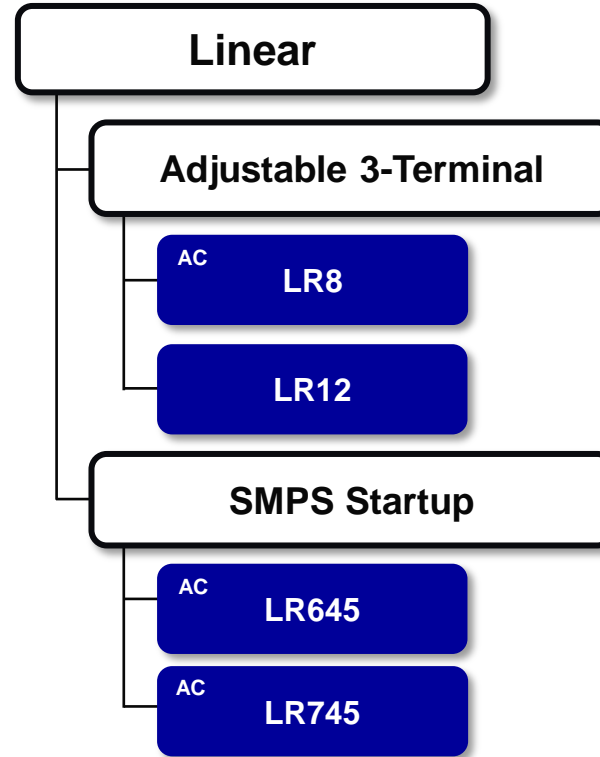 Linear
Adjustable 3-Terminal
AC
LR8
LR12
SMPS Startup
AC
LR645
AC
LR745